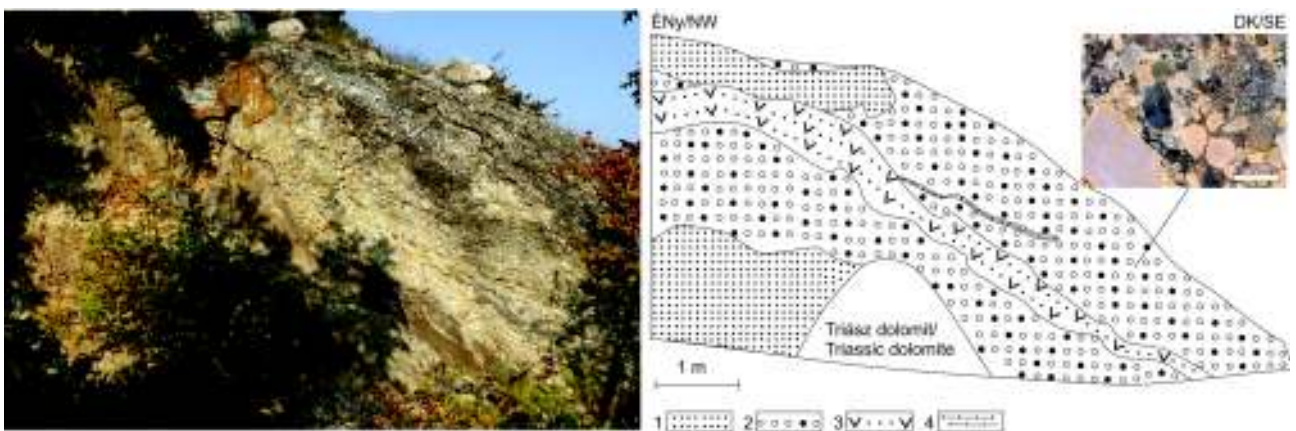 ÉNy/NW
DK/SE
Triász dolomit/
Triassic dolomite
1 m
1
2
3
4